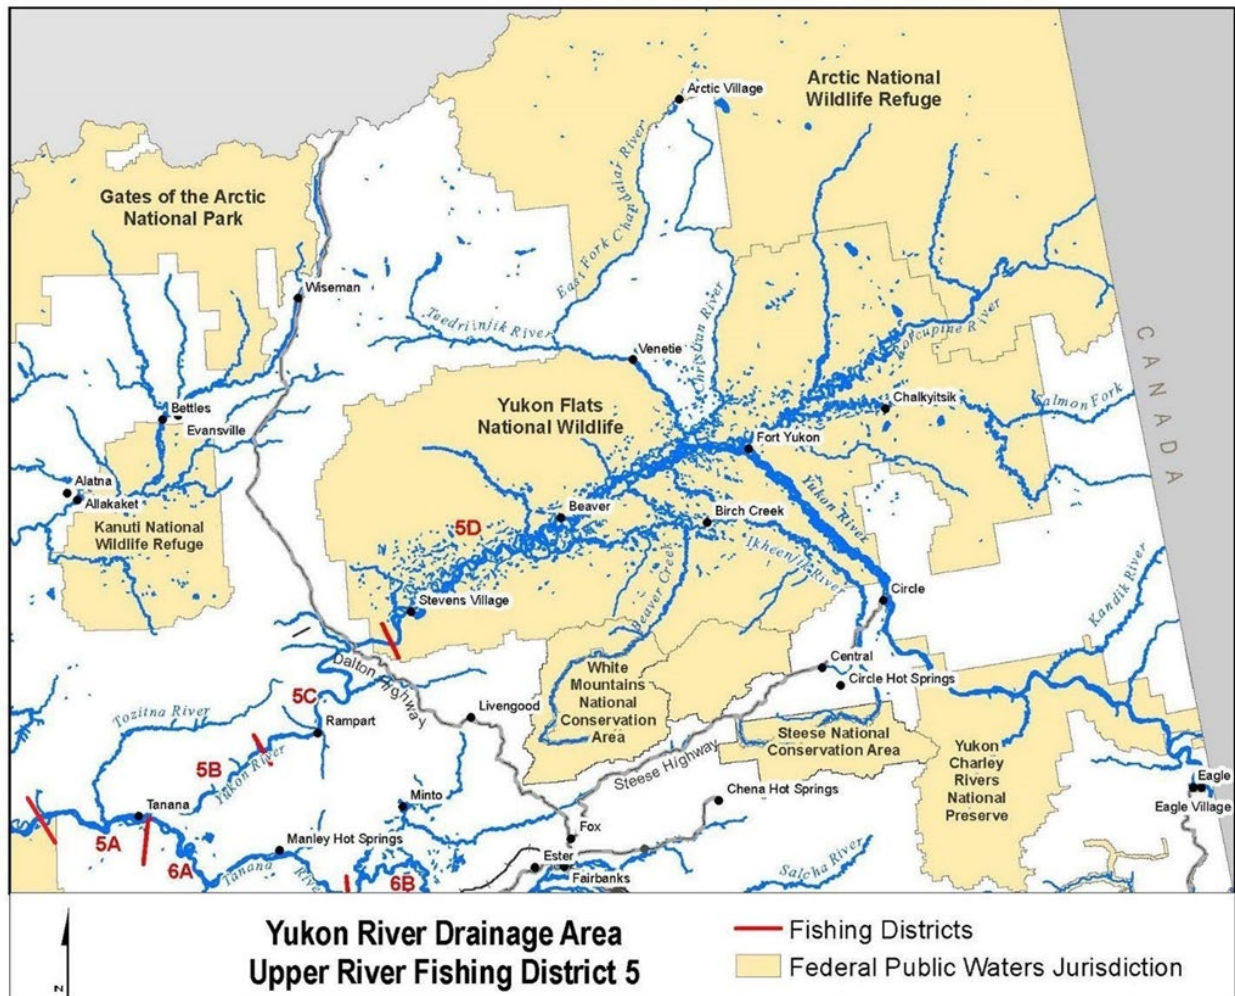 Arctic Village
Arctic National
Wildlife Refuge
East Fork Chandalar River
Gates of the Arctic
National Park
Wiseman
Teedriinjik River
Venetie
Christian River
Porcupine River
CANADA
Yukon Flats
National Wildlife
Chalkyitsik
Salmon Fork
Bettles
Evansville
Fort Yukon
Alatna
Allakaket
Kanuti National
Wildlife Refuge
5D
Beaver
Birch Creek
Yukon River
Ikheenjik River
Beaver Creek
Stevens Village
Circle
Kandik River
Dalton Highway
White
Mountains
National
Conservation
Area
Central
Circle Hot Springs
5C
Tozitna River
Rampart
Livengood
Steese National
Conservation Area
Steese Highway
Yukon
Charley
Rivers
National
Preserve
5B
Yukon River
Tanana
Minto
Chena Hot Springs
Eagle
Eagle Village
5A
6A
Manley Hot Springs
Fox
Tanana River
6B
Ester
Fairbanks
Salcha River
N
Yukon River Drainage Area
Upper River Fishing District 5
Fishing Districts
Federal Public Waters Jurisdiction